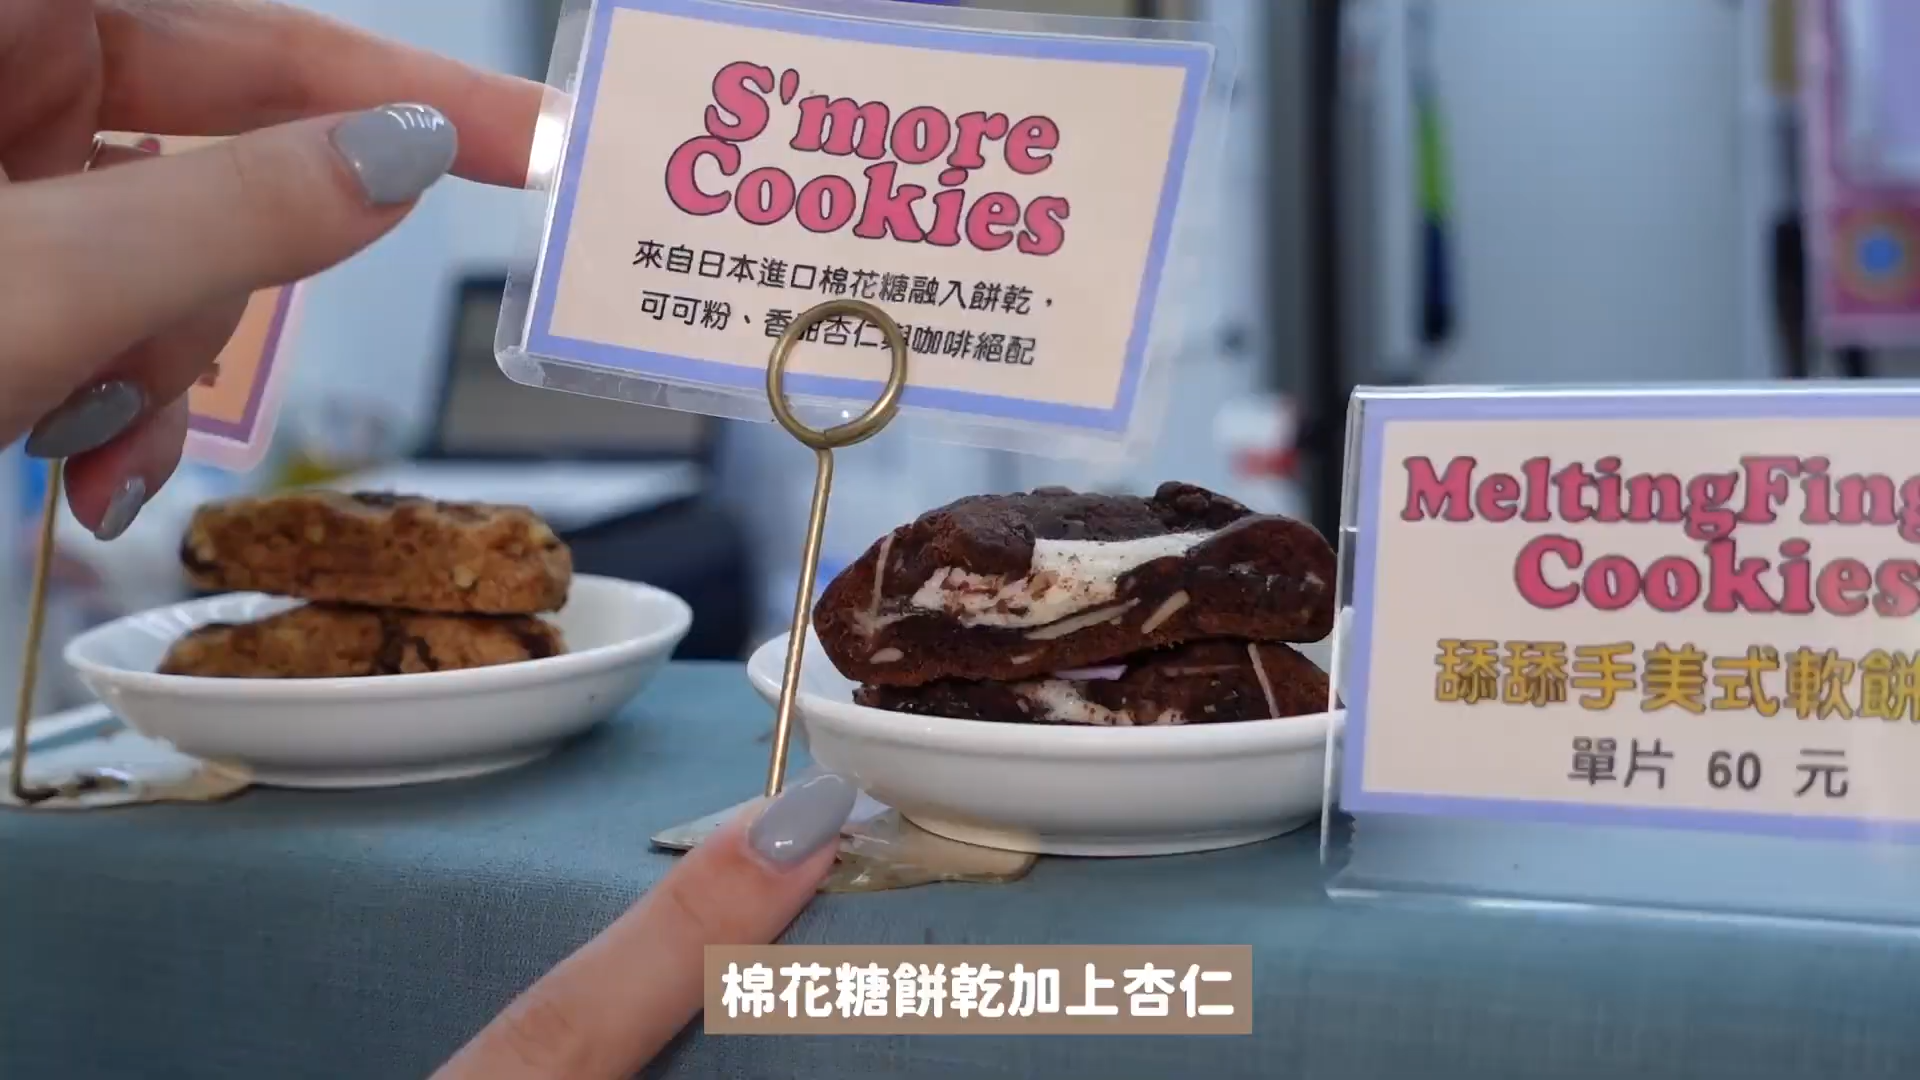 S'more
Cookies
來自日本進口棉花糖融入餅乾，
可可粉、香甜杏仁與咖啡絕配
MeltingFing
Cookies
舔舔手美式軟餅
單片 60 元
棉花糖餅乾加上杏仁